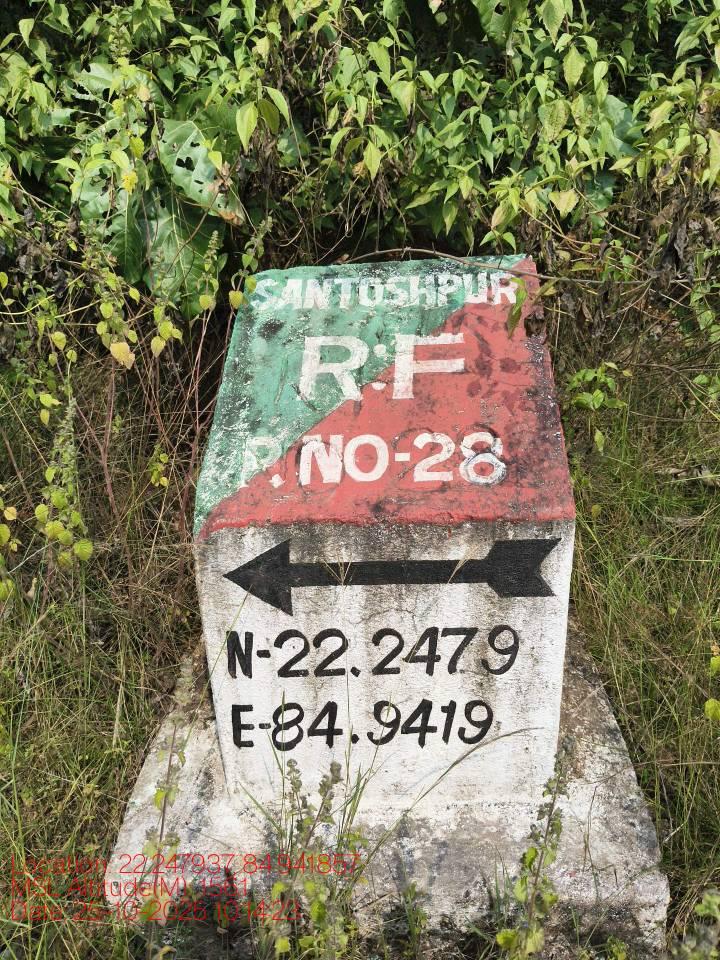 SANTOSHPUR
R.F
P.NO-28
N-22.2479
E-84.9419
Location: 22.247937,84.941857
MSL Altitude(M):
Date: 25-10-2025 10:14:23